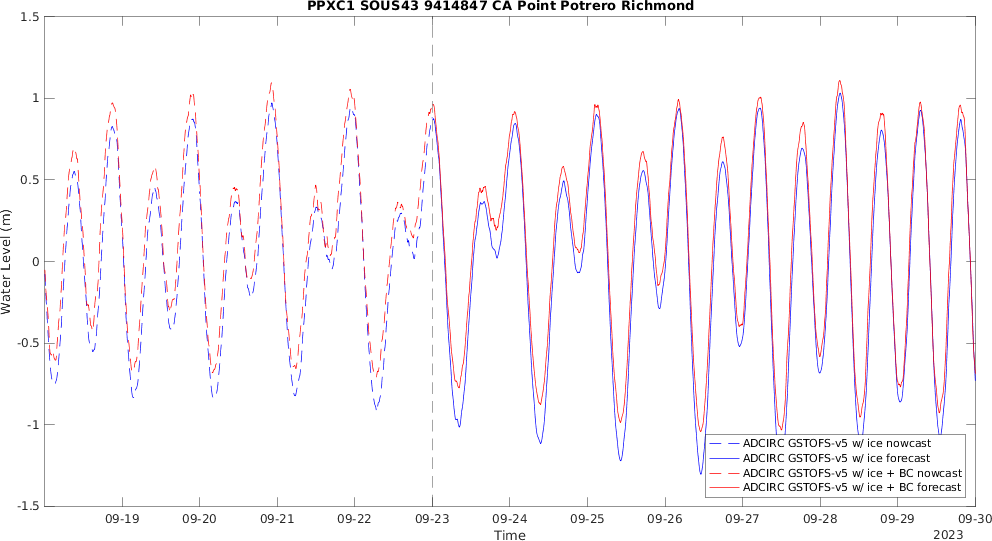 PPXC1 SOUS43 9414847 CA Point Potrero Richmond
1.5
1
0.5
0
-0.5
-1
-1.5
Water Level (m)
ADCIRC GSTOFS-v5 w/ ice nowcast
ADCIRC GSTOFS-v5 w/ ice forecast
ADCIRC GSTOFS-v5 w/ ice + BC nowcast
ADCIRC GSTOFS-v5 w/ ice + BC forecast
09-19 09-20 09-21 09-22 09-23 09-24 09-25 09-26 09-27 09-28 09-29 09-30
Time
2023